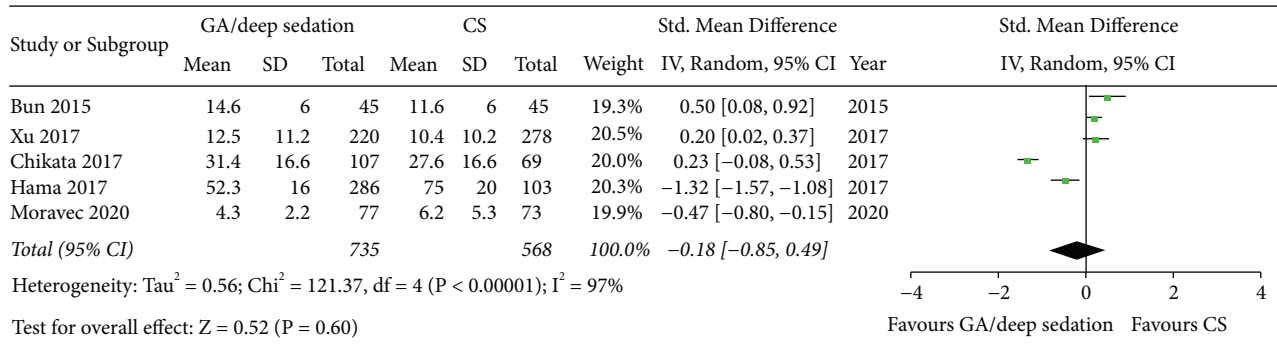 GA/deep sedation CS Std. Mean Difference Std. Mean Difference
Study or Subgroup Mean SD Total Mean SD Total Weight IV, Random, 95% CI Year IV, Random, 95% CI
Bun 2015 14.6 6 45 11.6 6 45 19.3% 0.50 [0.08, 0.92] 2015
Xu 2017 12.5 11.2 220 10.4 10.2 278 20.5% 0.20 [0.02, 0.37] 2017
Chikata 2017 31.4 16.6 107 27.6 16.6 69 20.0% 0.23 [−0.08, 0.53] 2017
Hama 2017 52.3 16 286 75 20 103 20.3% −1.32 [−1.57, −1.08] 2017
Moravec 2020 4.3 2.2 77 6.2 5.3 73 19.9% −0.47 [−0.80, −0.15] 2020
Total (95% CI) 735 568 100.0% −0.18 [−0.85, 0.49]
Heterogeneity: Tau² = 0.56; Chi² = 121.37, df = 4 (P < 0.00001); I² = 97%
−4 −2 0 2 4
Test for overall effect: Z = 0.52 (P = 0.60)
Favours GA/deep sedation Favours CS